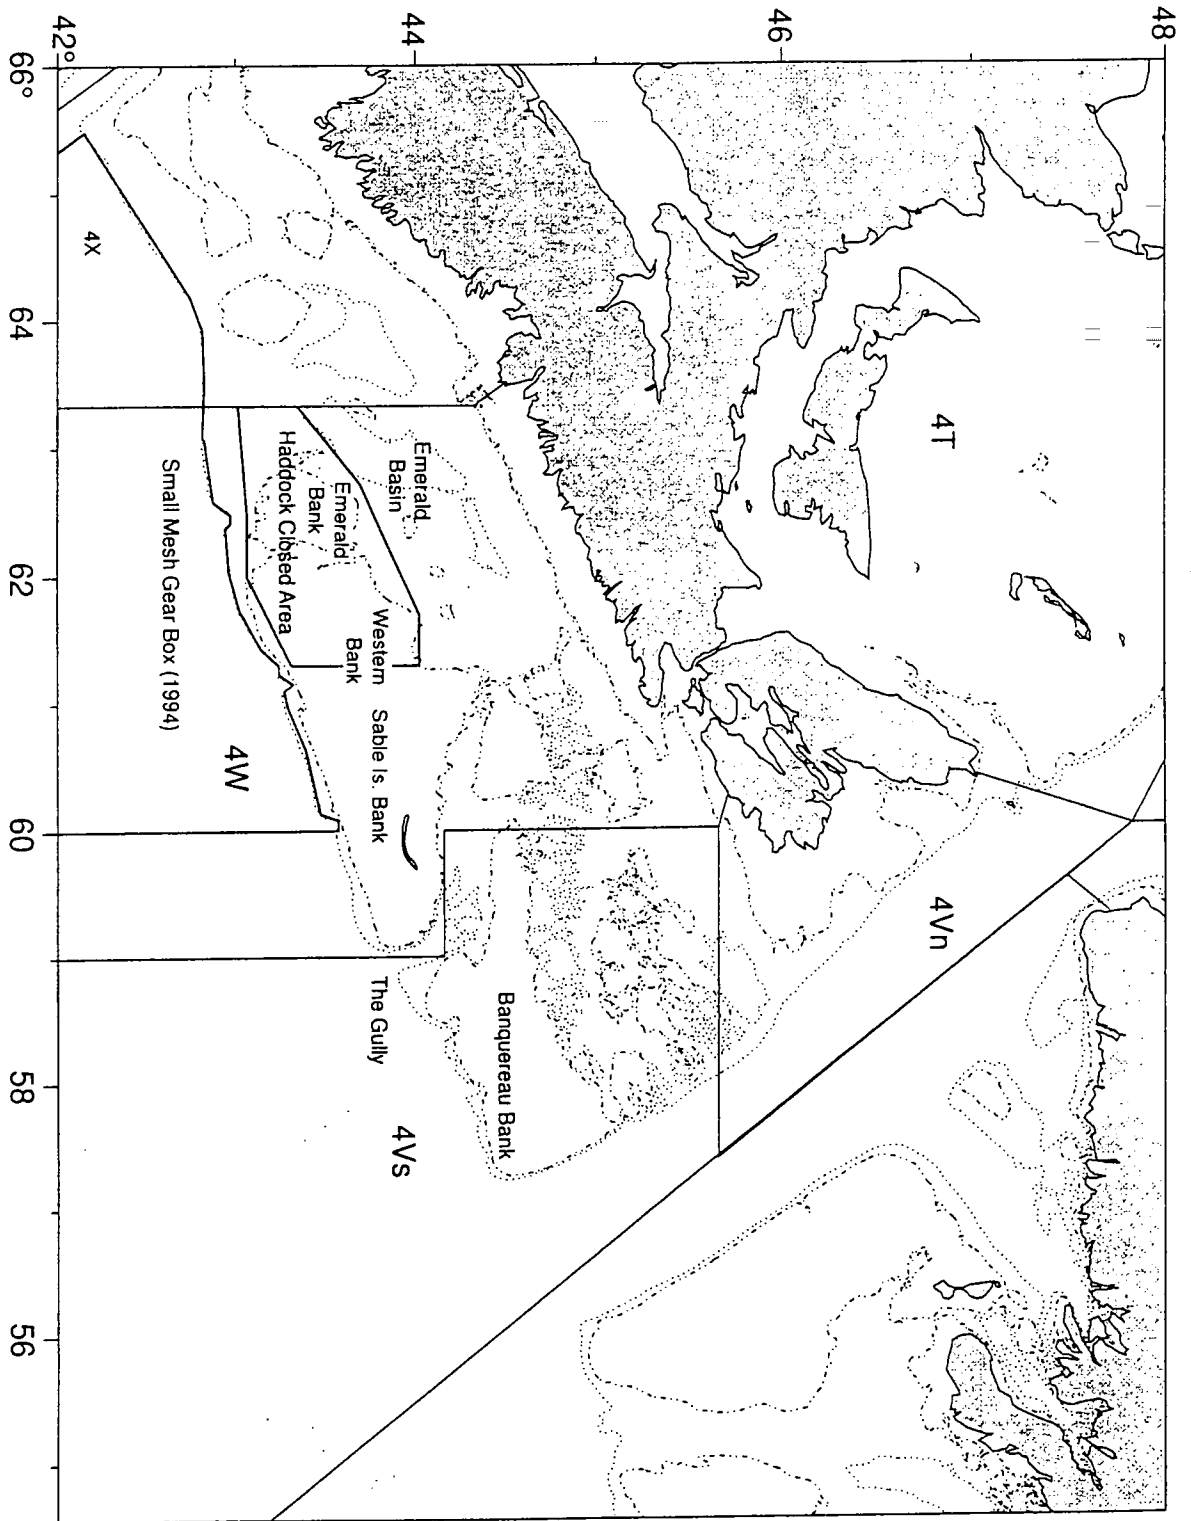 48
46
44
42°
66°
64
62
60
58
56
4T
4Vn
4Vs
4W
4X
Emerald
Basin
Emerald
Bank
Haddock Closed Area
Western
Bank
Sable Is. Bank
Small Mesh Gear Box (1994)
The Gully
Banquereau Bank